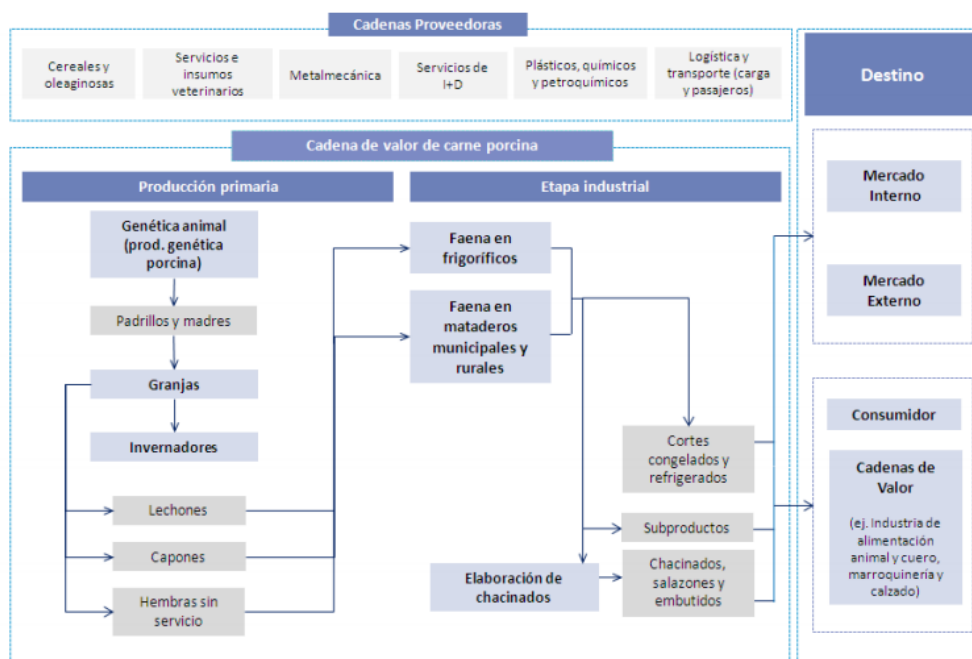 Cadenas Proveedoras
Cereales y
oleaginosas
Servicios e
insumos
veterinarios
Metalmecánica
Servicios de
I+D
Plásticos, químicos
y petroquímicos
Logística y
transporte (carga
y pasajeros)
Destino
Cadena de valor de carne porcina
Producción primaria
Etapa industrial
Genética animal
(prod. genética
porcina)
Padrillos y madres
Granjas
Invernadores
Lechones
Capones
Hembras sin
servicio
Faena en
frigoríficos
Faena en
mataderos
municipales y
rurales
Cortes
congelados y
refrigerados
Subproductos
Elaboración de
chacinados
Chacinados,
salazones y
embutidos
Mercado
Interno
Mercado
Externo
Consumidor
Cadenas de
Valor
(ej. Industria de
alimentación
animal y cuero,
marroquinería y
calzado)